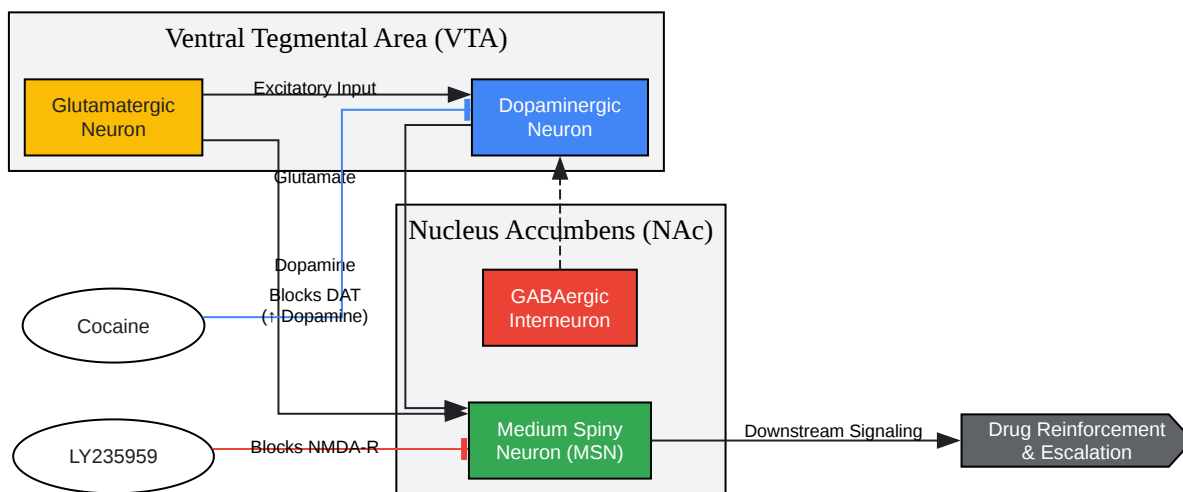 Ventral Tegmental Area (VTA)
Glutamatergic
Neuron
Excitatory Input
Dopaminergic
Neuron
Glutamate
Nucleus Accumbens (NAc)
Dopamine
Blocks DAT
(↑ Dopamine)
Cocaine
GABAergic
Interneuron
LY235959
Blocks NMDA-R
Medium Spiny
Neuron (MSN)
Downstream Signaling
Drug Reinforcement
& Escalation